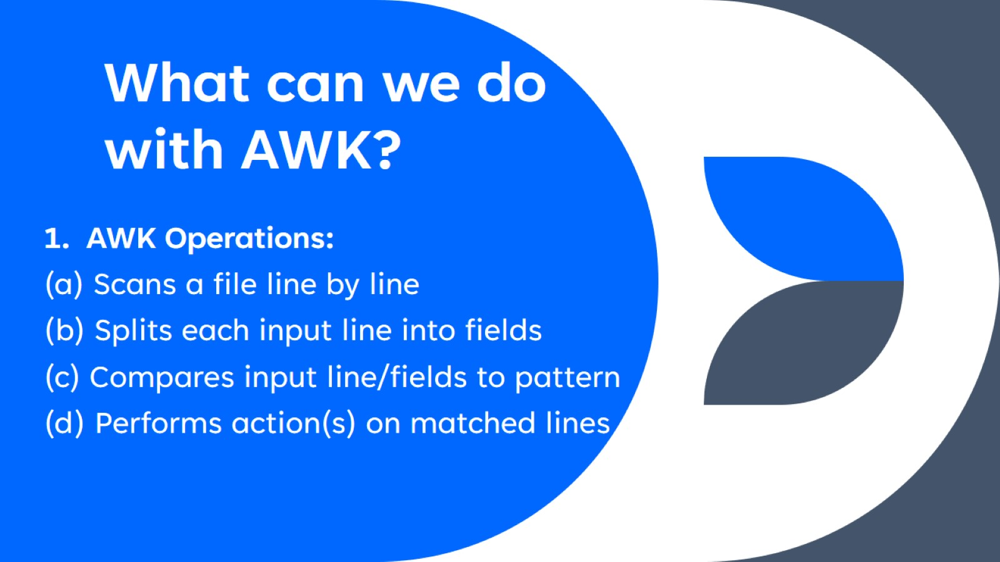 What can we do
with AWK?
1. AWK Operations:
(a) Scans a file line by line
(b) Splits each input line into fields
(c) Compares input line/fields to pattern
(d) Performs action(s) on matched lines